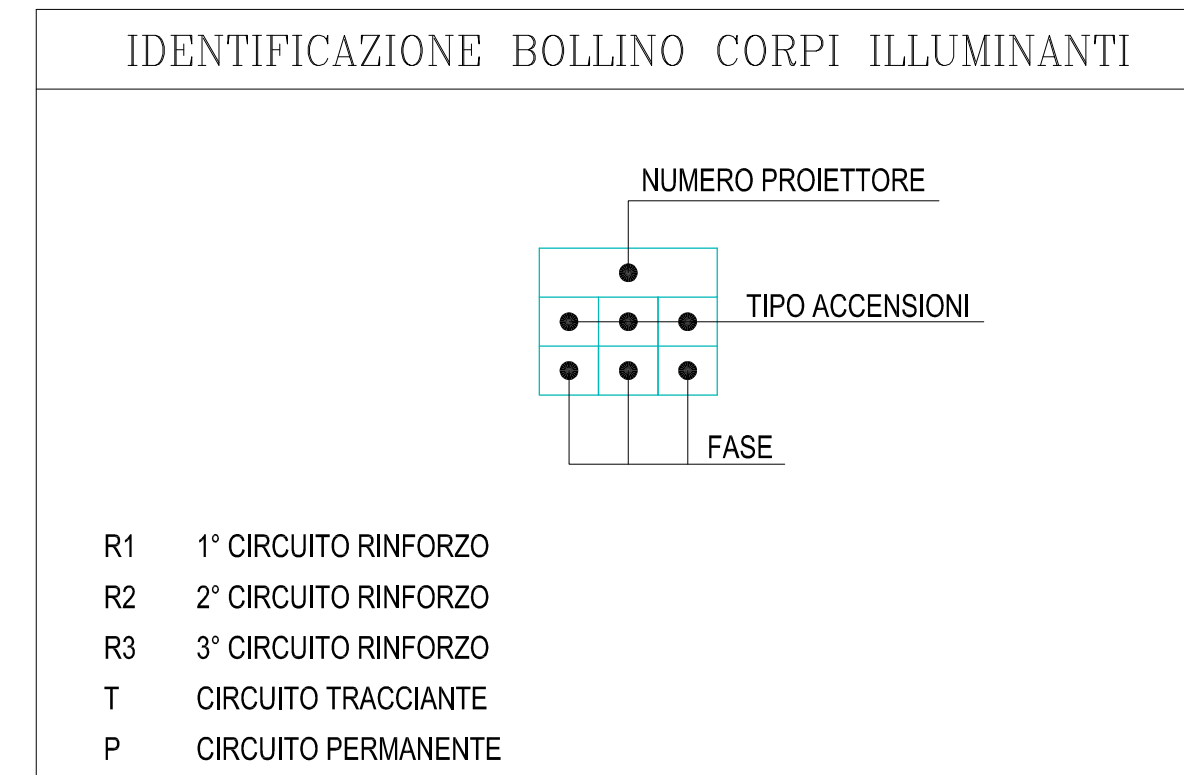 IDENTIFICAZIONE BOLLINO CORPI ILLUMINANTI
NUMERO PROIETTORE
TIPO ACCENSIONI
FASE
R1 1° CIRCUITO RINFORZO
R2 2° CIRCUITO RINFORZO
R3 3° CIRCUITO RINFORZO
T CIRCUITO TRACCIANTE
P CIRCUITO PERMANENTE